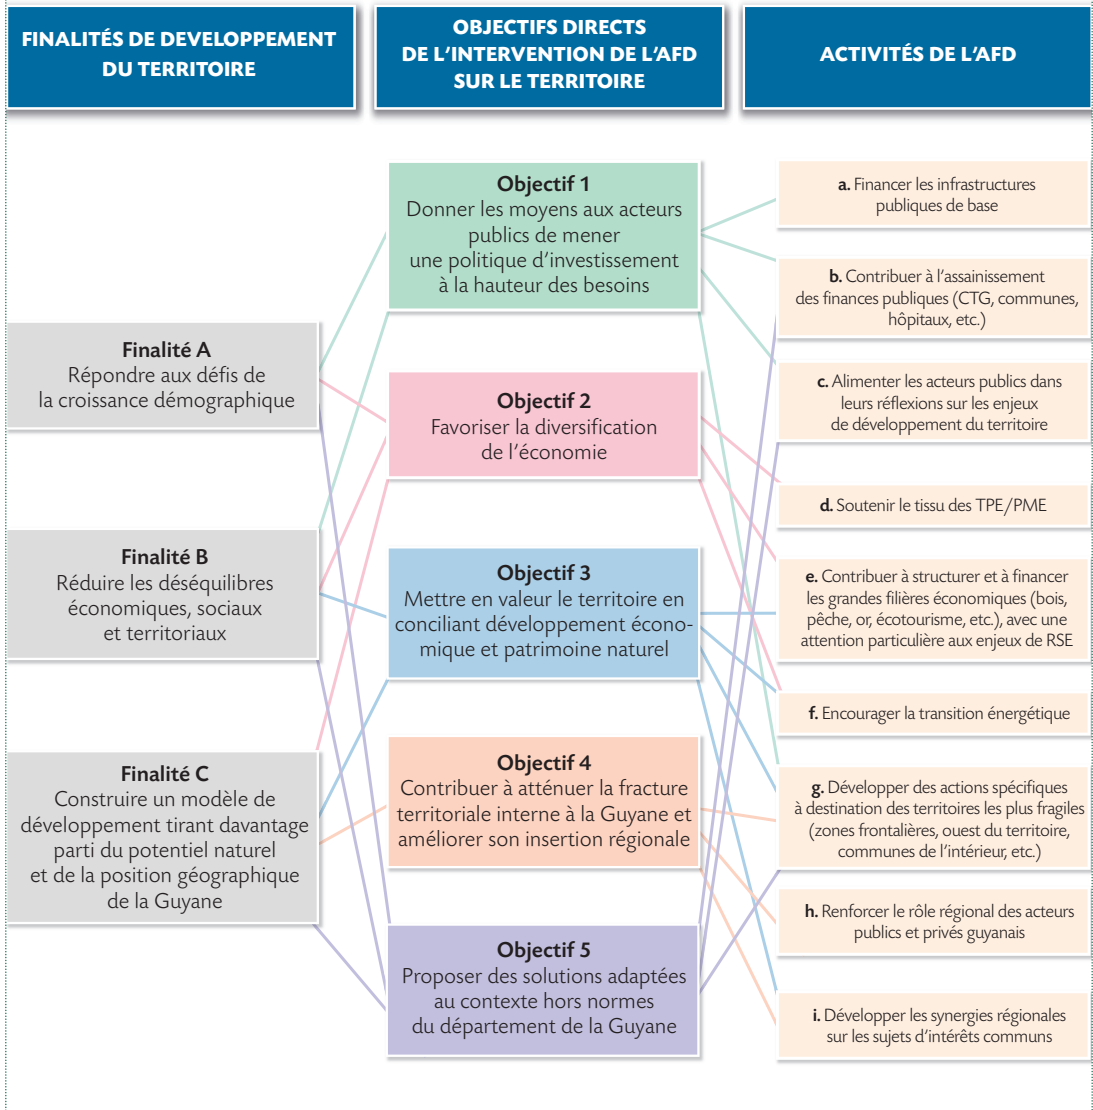 FINALITÉS DE DEVELOPPEMENT
DU TERRITOIRE
OBJECTIFS DIRECTS
DE L'INTERVENTION DE L'AFD
SUR LE TERRITOIRE
ACTIVITÉS DE L'AFD
Finalité A
Répondre aux défis de
la croissance démographique
Finalité B
Réduire les déséquilibres
économiques, sociaux
et territoriaux
Finalité C
Construire un modèle de
développement tirant davantage
parti du potentiel naturel
et de la position géographique
de la Guyane
Objectif 1
Donner les moyens aux acteurs
publics de mener
une politique d'investissement
à la hauteur des besoins
Objectif 2
Favoriser la diversification
de l'économie
Objectif 3
Mettre en valeur le territoire en
conciliant développement écono-
mique et patrimoine naturel
Objectif 4
Contribuer à atténuer la fracture
territoriale interne à la Guyane et
améliorer son insertion régionale
Objectif 5
Proposer des solutions adaptées
au contexte hors normes
du département de la Guyane
a. Financer les infrastructures
publiques de base
b. Contribuer à l'assainissement
des finances publiques (CTG, communes,
hôpitaux, etc.)
c. Alimenter les acteurs publics dans
leurs réflexions sur les enjeux
de développement du territoire
d. Soutenir le tissu des TPE/PME
e. Contribuer à structurer et à financer
les grandes filières économiques (bois,
pêche, or, écotourisme, etc.), avec une
attention particulière aux enjeux de RSE
f. Encourager la transition énergétique
g. Développer des actions spécifiques
à destination des territoires les plus fragiles
(zones frontalières, ouest du territoire,
communes de l'intérieur, etc.)
h. Renforcer le rôle régional des acteurs
publics et privés guyanais
i. Développer les synergies régionales
sur les sujets d'intérêts communs